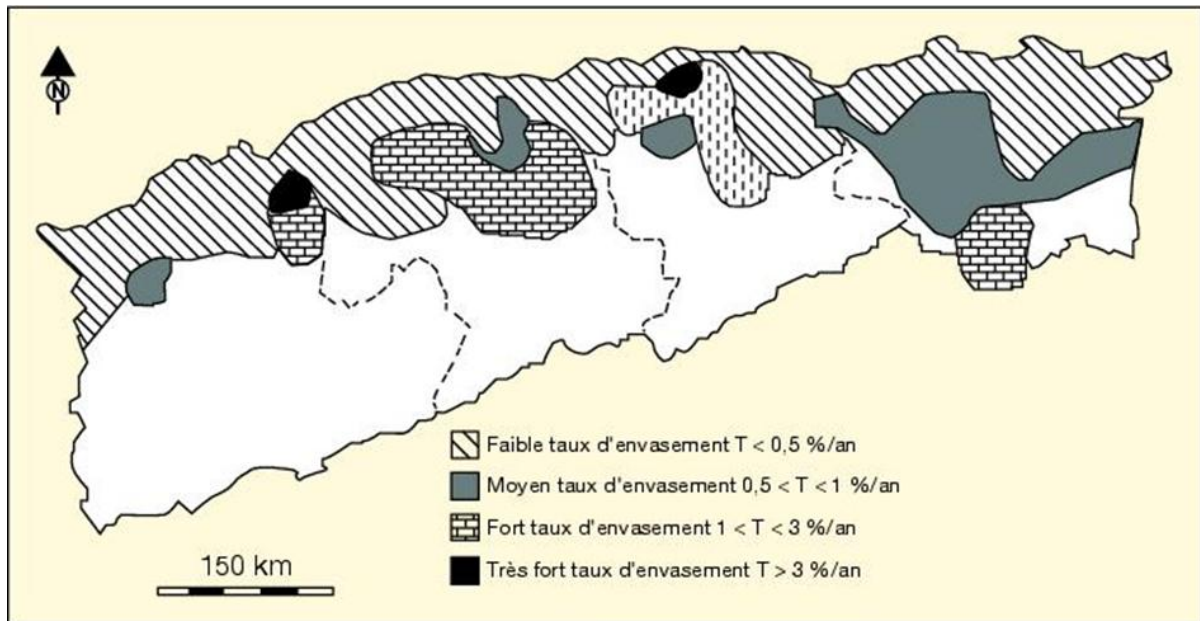 N
Faible taux d'envasement T < 0,5 %/an
Moyen taux d'envasement 0,5 < T < 1 %/an
Fort taux d'envasement 1 < T < 3 %/an
Très fort taux d'envasement T > 3 %/an
150 km